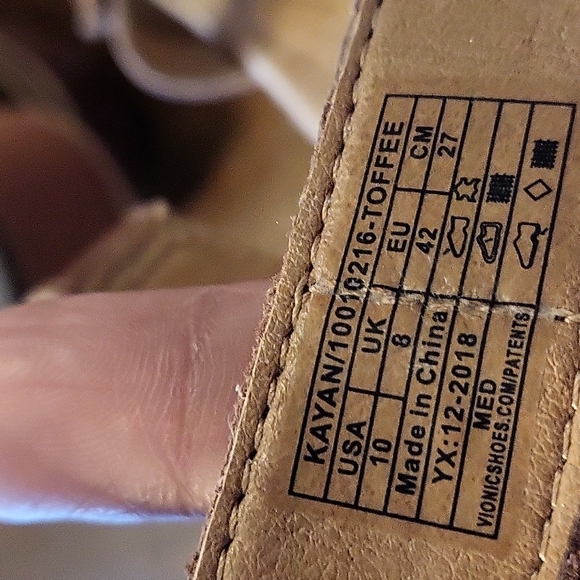 KAYAN/10010216-TOFFEE
USA UK EU CM
10 8 42 27
Made in China
YX:12-2018
MED
VIONICSHOES.COM/PATENTS